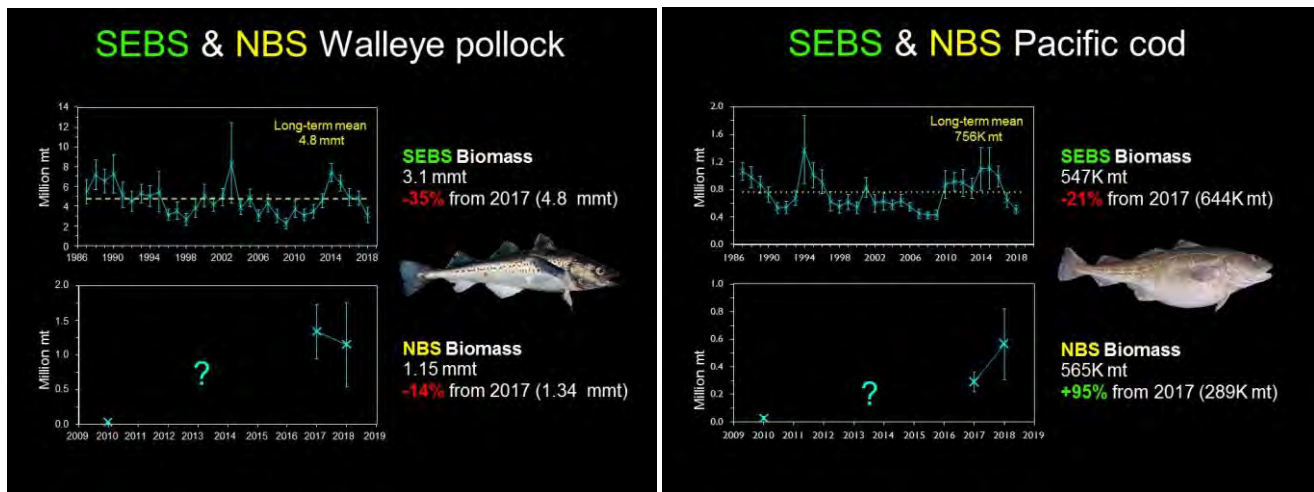 SEBS & NBS Walleye pollock
Long-term mean
4.8 mmt
Million mt
14
12
10
8
6
4
2
0
1986 1990 1994 1998 2002 2006 2010 2014 2018
SEBS Biomass
3.1 mmt
-35% from 2017 (4.8 mmt)
Million mt
2.0
1.5
1.0
0.5
0.0
?
2009 2010 2011 2012 2013 2014 2015 2016 2017 2018 2019
NBS Biomass
1.15 mmt
-14% from 2017 (1.34 mmt)
SEBS & NBS Pacific cod
Long-term mean
756K mt
Million mt
2.0
1.6
1.2
0.8
0.4
0.0
1986 1990 1994 1998 2002 2006 2010 2014 2018
SEBS Biomass
547K mt
-21% from 2017 (644K mt)
Million mt
1.0
0.8
0.6
0.4
0.2
0.0
?
2009 2010 2011 2012 2013 2014 2015 2016 2017 2018 2019
NBS Biomass
565K mt
+95% from 2017 (289K mt)